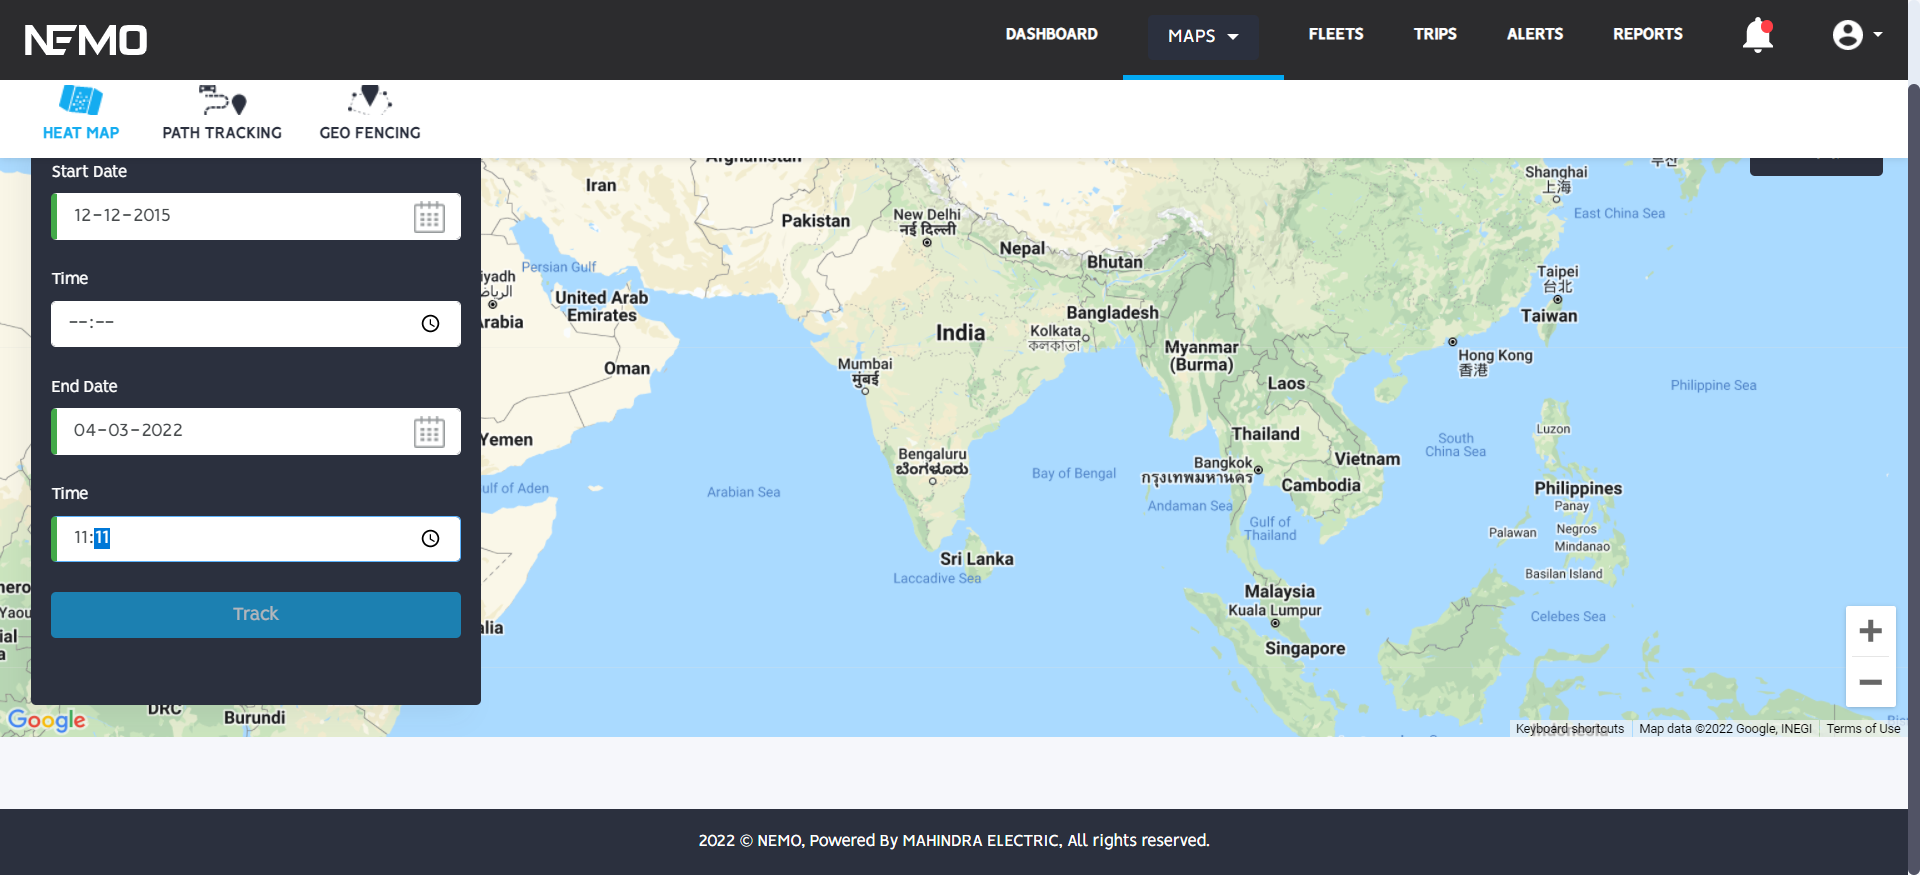 NEMO
DASHBOARD
MAPS
FLEETS
TRIPS
ALERTS
REPORTS
HEAT MAP
PATH TRACKING
GEO FENCING
Start Date
12-12-2015
Time
--:--
End Date
04-03-2022
Time
11:11
Track
Afghanistan
Iran
Pakistan
New Delhi
नई दिल्ली
Nepal
Bhutan
Persian Gulf
United Arab
Emirates
Oman
Yemen
India
Mumbai
मुंबई
Kolkata
কলকাতা
Bangladesh
Myanmar
(Burma)
Laos
Thailand
Bangkok
กรุงเทพมหานคร
Vietnam
Cambodia
Bengaluru
ಬೆಂಗಳೂರು
Arabian Sea
Bay of Bengal
Andaman Sea
Gulf of
Thailand
Sri Lanka
Laccadive Sea
Malaysia
Kuala Lumpur
Singapore
Shanghai
上海
East China Sea
Taipei
台北
Taiwan
Hong Kong
香港
Philippine Sea
South
China Sea
Luzon
Philippines
Panay
Negros
Palawan
Mindanao
Basilan Island
Celebes Sea
Indonesia
DRC
Burundi
Google
Keyboard shortcuts
Map data ©2022 Google, INEGI
Terms of Use
2022 © NEMO, Powered By MAHINDRA ELECTRIC, All rights reserved.